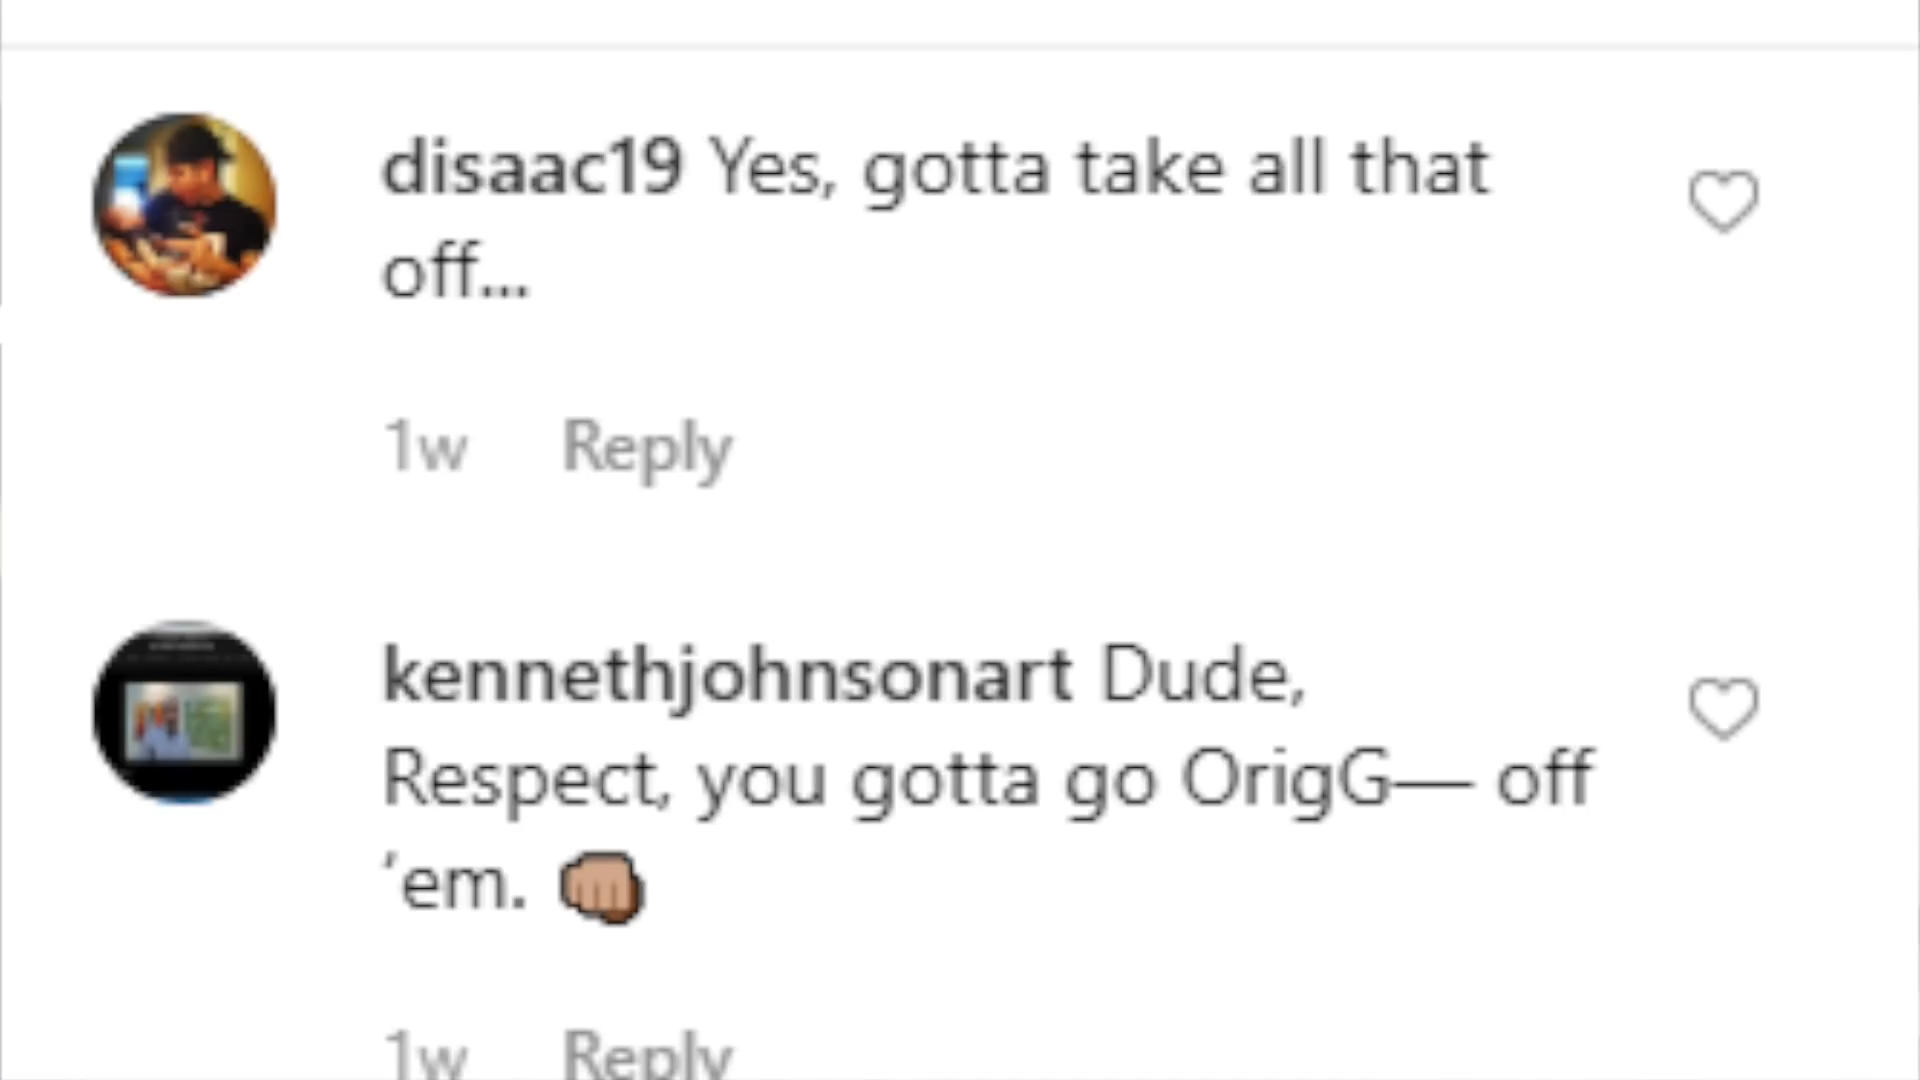 disaac19 Yes, gotta take all that
off...
1w Reply
kennethjohnsonart Dude,
Respect, you gotta go OrigG— off
‘em. 👊🏽
1w Reply